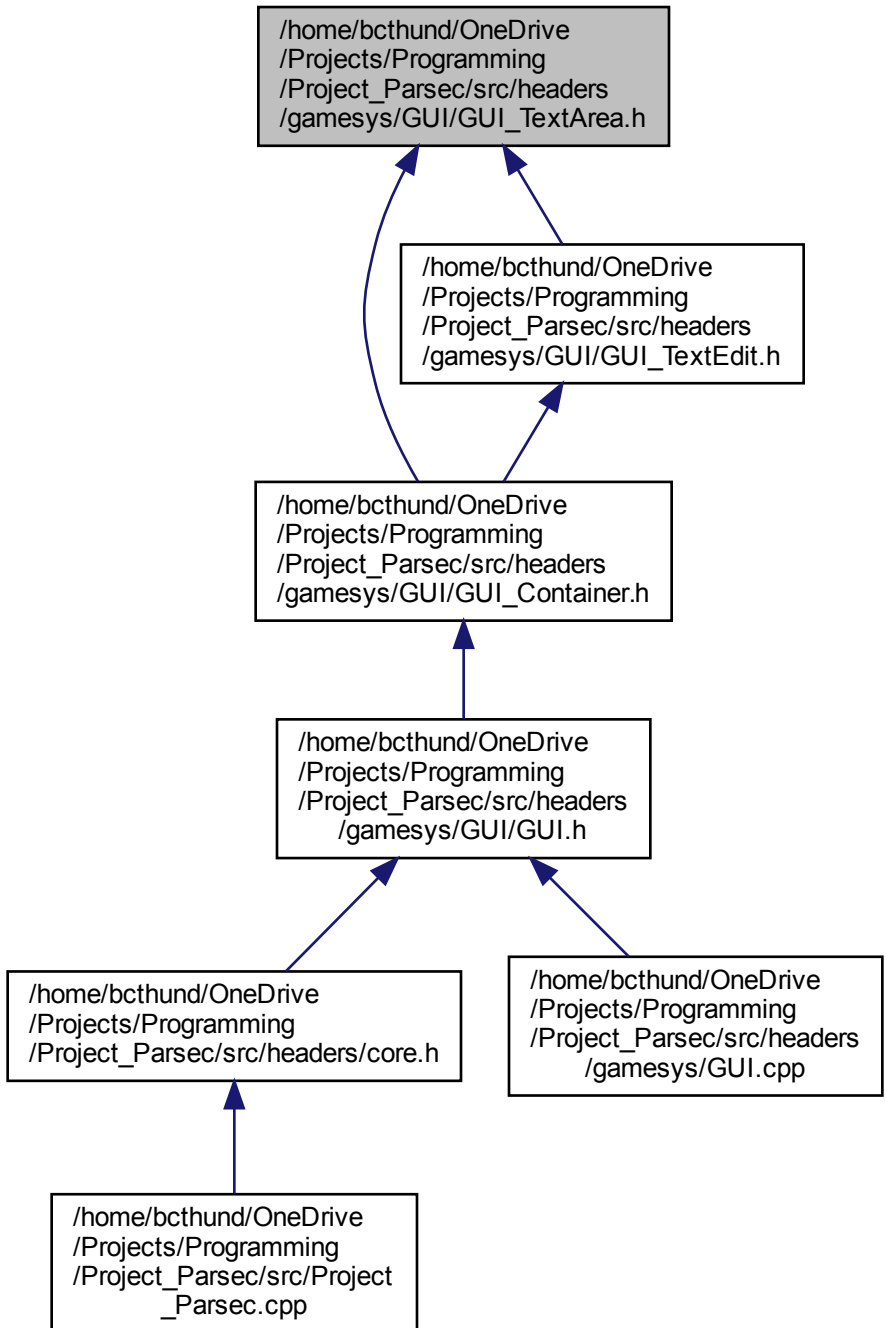 /home/bcthund/OneDrive
/Projects/Programming
/Project_Parsec/src/headers
/gamesys/GUI/GUI_TextArea.h
/home/bcthund/OneDrive
/Projects/Programming
/Project_Parsec/src/headers
/gamesys/GUI/GUI_TextEdit.h
/home/bcthund/OneDrive
/Projects/Programming
/Project_Parsec/src/headers
/gamesys/GUI/GUI_Container.h
/home/bcthund/OneDrive
/Projects/Programming
/Project_Parsec/src/headers
/gamesys/GUI/GUI.h
/home/bcthund/OneDrive
/Projects/Programming
/Project_Parsec/src/headers/core.h
/home/bcthund/OneDrive
/Projects/Programming
/Project_Parsec/src/headers
/gamesys/GUI.cpp
/home/bcthund/OneDrive
/Projects/Programming
/Project_Parsec/src/Project
_Parsec.cpp